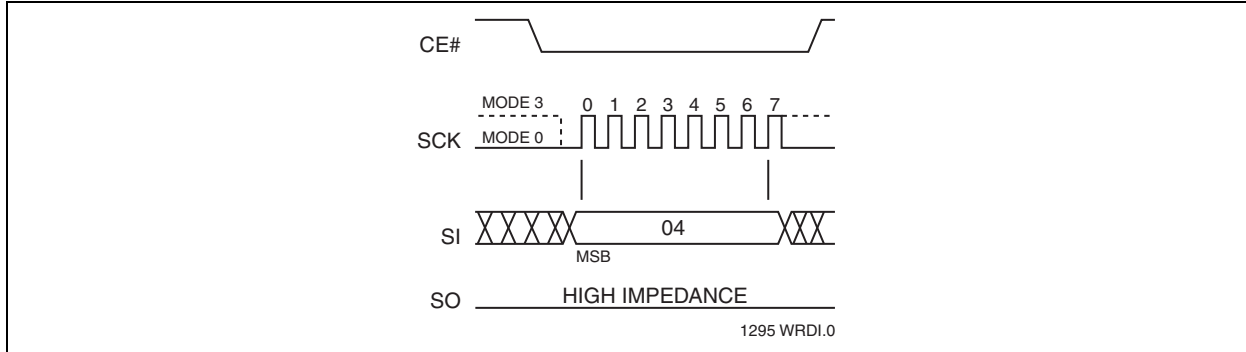 CE#
MODE 3
0 1 2 3 4 5 6 7
SCK
MODE 0
SI
04
MSB
SO
HIGH IMPEDANCE
1295 WRDI.0